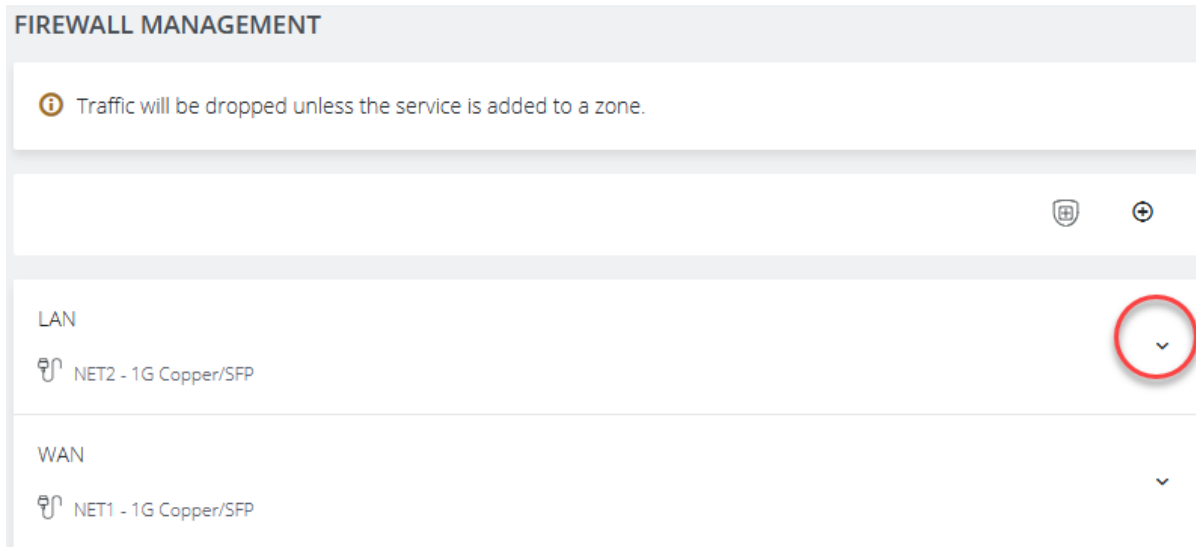 FIREWALL MANAGEMENT
Traffic will be dropped unless the service is added to a zone.
LAN
NET2 - 1G Copper/SFP
WAN
NET1 - 1G Copper/SFP